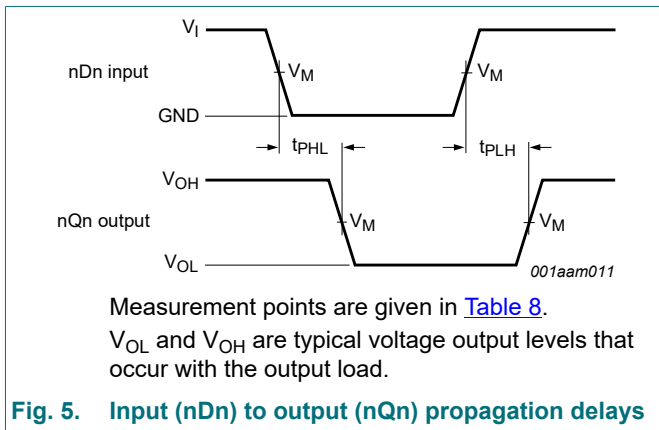 V_I
nDn input
V_M
V_M
GND
t_PHL
t_PLH
V_OH
nQn output
V_M
V_M
V_OL
001aam011
Measurement points are given in Table 8.
V_OL and V_OH are typical voltage output levels that
occur with the output load.
Fig. 5. Input (nDn) to output (nQn) propagation delays